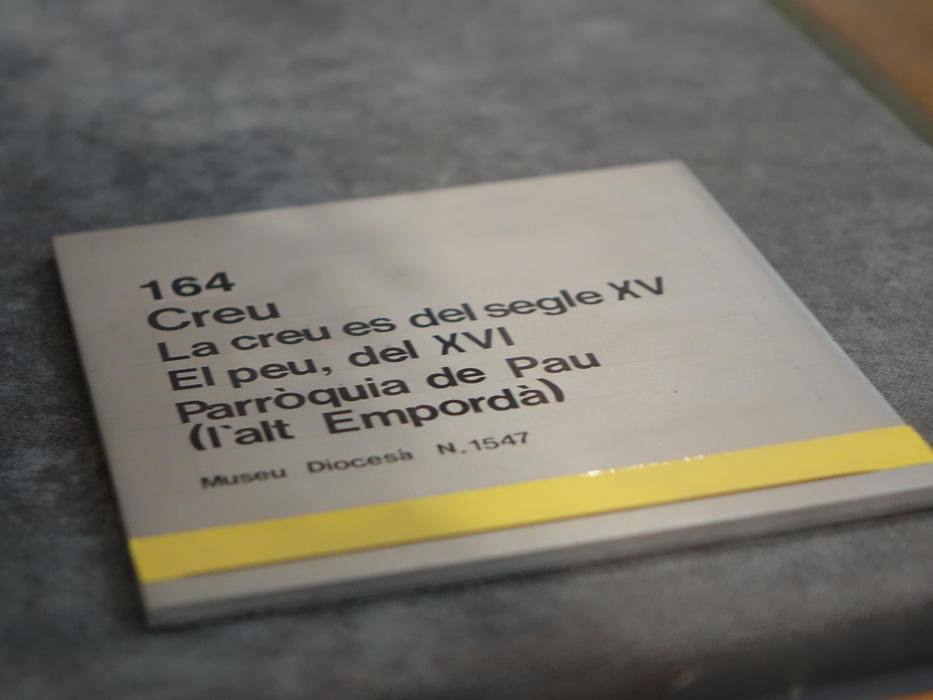 164
Creu
La creu es del segle XV
El peu, del XVI
Parròquia de Pau
(l`alt Empordà)
Museu Diocesà N.1547